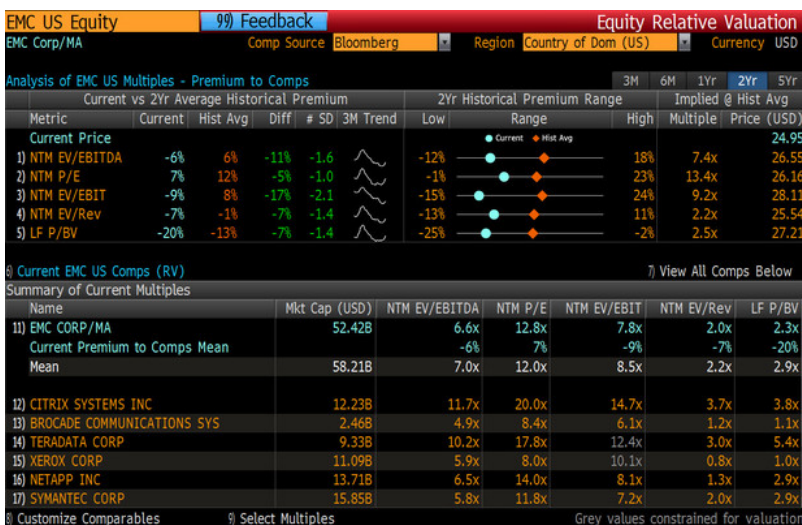 EMC US Equity 99) Feedback Equity Relative Valuation
EMC Corp/MA Comp Source Bloomberg Region Country of Dom (US) Currency USD
Analysis of EMC US Multiples - Premium to Comps 3M 6M 1Yr 2Yr 5Yr
Current vs 2Yr Average Historical Premium 2Yr Historical Premium Range Implied @ Hist Avg
Metric Current Hist Avg Diff # SD 3M Trend Low Range High Multiple Price (USD)
Current Price Current Hist Avg 24.95
1) NTM EV/EBITDA -6% 6% -11% -1.6 -12% 18% 7.4x 26.55
2) NTM P/E 7% 12% -5% -1.0 -1% 23% 13.4x 26.16
3) NTM EV/EBIT -9% 8% -17% -2.1 -15% 24% 9.2x 28.11
4) NTM EV/Rev -7% -1% -7% -1.4 -13% 11% 2.2x 25.54
5) LF P/BV -20% -13% -7% -1.4 -25% -2% 2.5x 27.21
6) Current EMC US Comps (RV) 7) View All Comps Below
Summary of Current Multiples
Name Mkt Cap (USD) NTM EV/EBITDA NTM P/E NTM EV/EBIT NTM EV/Rev LF P/BV
11) EMC CORP/MA 52.42B 6.6x 12.8x 7.8x 2.0x 2.3x
Current Premium to Comps Mean -6% 7% -9% -7% -20%
Mean 58.21B 7.0x 12.0x 8.5x 2.2x 2.9x
12) CITRIX SYSTEMS INC 12.23B 11.7x 20.0x 14.7x 3.7x 3.8x
13) BROCADE COMMUNICATIONS SYS 2.46B 4.9x 8.4x 6.1x 1.2x 1.1x
14) TERADATA CORP 9.33B 10.2x 17.8x 12.4x 3.0x 5.4x
15) XEROX CORP 11.09B 5.9x 8.0x 10.1x 0.8x 1.0x
16) NETAPP INC 13.71B 6.5x 14.0x 8.1x 1.3x 2.9x
17) SYMANTEC CORP 15.85B 5.8x 11.8x 7.2x 2.0x 2.9x
8) Customize Comparables 9) Select Multiples Grey values constrained for valuation